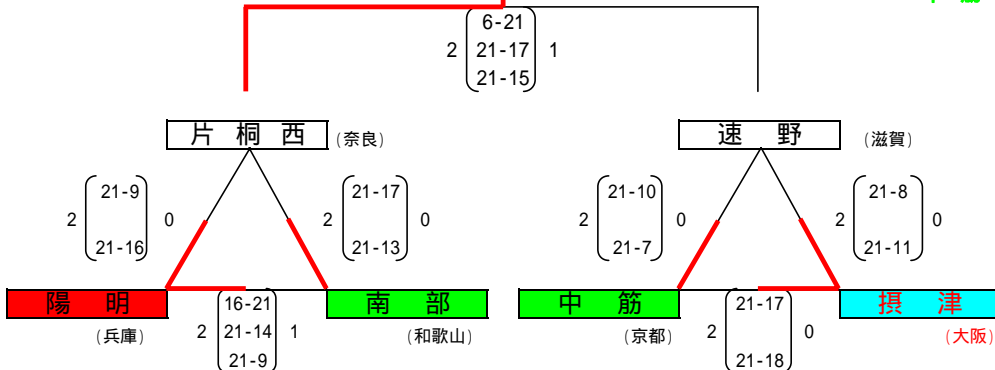 6-21
2 21-17 1
21-15
片桐西 (奈良)
速野 (滋賀)
21-9
2 0
21-16
21-17
2 0
21-13
21-10
2 0
21-7
21-8
2 0
21-11
陽明
(兵庫)
16-21
2 21-14 1
21-9
南部
(和歌山)
中筋
(京都)
21-17
2 0
21-18
摂津
(大阪)